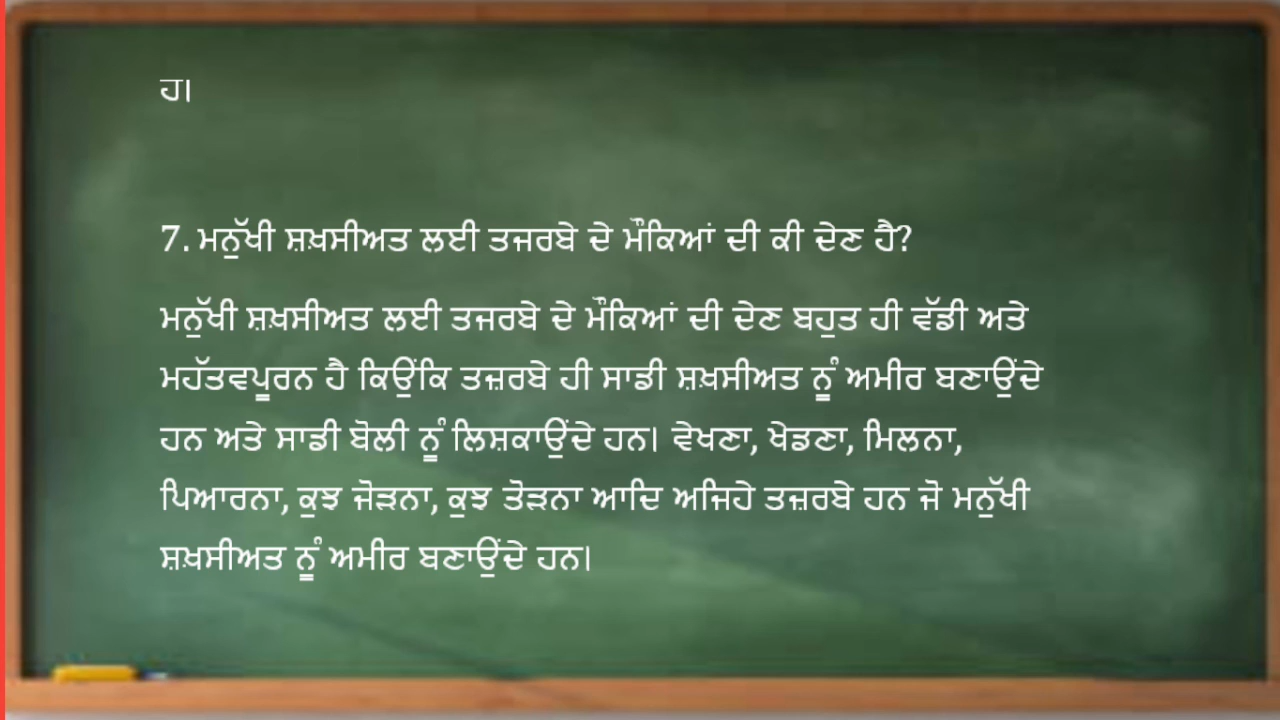 ਹ।
7. ਮਨੁੱਖੀ ਸ਼ਖ਼ਸੀਅਤ ਲਈ ਤਜਰਬੇ ਦੇ ਮੌਕਿਆਂ ਦੀ ਕੀ ਦੇਣ ਹੈ?
ਮਨੁੱਖੀ ਸ਼ਖ਼ਸੀਅਤ ਲਈ ਤਜਰਬੇ ਦੇ ਮੌਕਿਆਂ ਦੀ ਦੇਣ ਬਹੁਤ ਹੀ ਵੱਡੀ ਅਤੇ
ਮਹੱਤਵਪੂਰਨ ਹੈ ਕਿਉਂਕਿ ਤਜ਼ਰਬੇ ਹੀ ਸਾਡੀ ਸ਼ਖ਼ਸੀਅਤ ਨੂੰ ਅਮੀਰ ਬਣਾਉਂਦੇ
ਹਨ ਅਤੇ ਸਾਡੀ ਬੋਲੀ ਨੂੰ ਲਿਸ਼ਕਾਉਂਦੇ ਹਨ। ਵੇਖਣਾ, ਖੇਡਣਾ, ਮਿਲਨਾ,
ਪਿਆਰਨਾ, ਕੁਝ ਜੋੜਨਾ, ਕੁਝ ਤੋੜਨਾ ਆਦਿ ਅਜਿਹੇ ਤਜ਼ਰਬੇ ਹਨ ਜੋ ਮਨੁੱਖੀ
ਸ਼ਖ਼ਸੀਅਤ ਨੂੰ ਅਮੀਰ ਬਣਾਉਂਦੇ ਹਨ।